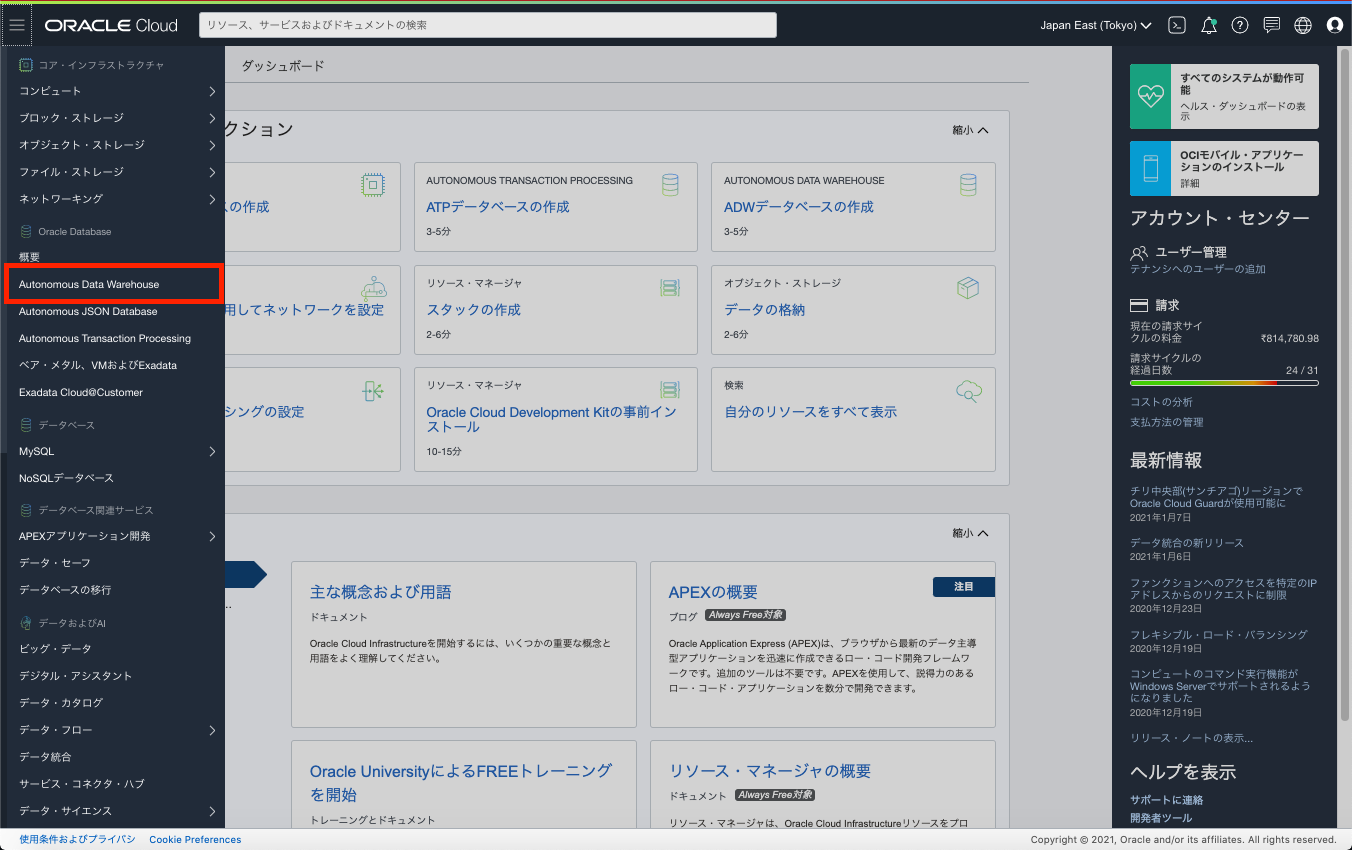 ORACLE Cloud
リソース、サービスおよびドキュメントの検索
Japan East (Tokyo)
コア・インフラストラクチャ
コンピュート
ブロック・ストレージ
オブジェクト・ストレージ
ファイル・ストレージ
ネットワーキング
Oracle Database
概要
Autonomous Data Warehouse
Autonomous JSON Database
Autonomous Transaction Processing
ベア・メタル、VMおよびExadata
Exadata Cloud@Customer
データベース
MySQL
NoSQLデータベース
データベース関連サービス
APEXアプリケーション開発
データ・セーフ
データベースの移行
データおよびAI
ビッグ・データ
デジタル・アシスタント
データ・カタログ
データ・フロー
データ統合
サービス・コネクタ・ハブ
データ・サイエンス
ダッシュボード
クション
縮小
スの作成
AUTONOMOUS TRANSACTION PROCESSING
ATPデータベースの作成
3-5分
AUTONOMOUS DATA WAREHOUSE
ADWデータベースの作成
3-5分
用してネットワークを設定
リソース・マネージャ
スタックの作成
2-6分
オブジェクト・ストレージ
データの格納
2-6分
シングの設定
リソース・マネージャ
Oracle Cloud Development Kitの事前イン
ストール
10-15分
検索
自分のリソースをすべて表示
縮小
...
主な概念および用語
ドキュメント
Oracle Cloud Infrastructureを開始するには、いくつかの重要な概念と
用語をよく理解してください。
注目
APEXの概要
ブログ Always Free対象
Oracle Application Express (APEX)は、ブラウザから最新のデータ主導
型アプリケーションを迅速に作成できるロー・コード開発フレームワ
ークです。追加のツールは不要です。APEXを使用して、説得力のある
ロー・コード・アプリケーションを数分で開発できます。
Oracle UniversityによるFREEトレーニング
を開始
トレーニングとドキュメント
リソース・マネージャの概要
ドキュメント Always Free対象
リソース・マネージャは、Oracle Cloud Infrastructureリソースをプロ
すべてのシステムが動作可
能
ヘルス・ダッシュボードの表
示
OCIモバイル・アプリケー
ションのインストール
詳細
アカウント・センター
ユーザー管理
テナンシへのユーザーの追加
請求
現在の請求サイ
クルの料金 ₹814,780.98
請求サイクルの
経過日数 24 / 31
コストの分析
支払方法の管理
最新情報
チリ中央部(サンチアゴ)リージョンで
Oracle Cloud Guardが使用可能に
2021年1月7日
データ統合の新リリース
2021年1月6日
ファンクションへのアクセスを特定のIP
アドレスからのリクエストに制限
2020年12月23日
フレキシブル・ロード・バランシング
2020年12月19日
コンピュートのコマンド実行機能が
Windows Serverでサポートされるよう
になりました
2020年12月19日
リリース・ノートの表示...
ヘルプを表示
サポートに連絡
開発者ツール
使用条件およびプライバシ Cookie Preferences
Copyright © 2021, Oracle and/or its affiliates. All rights reserved.